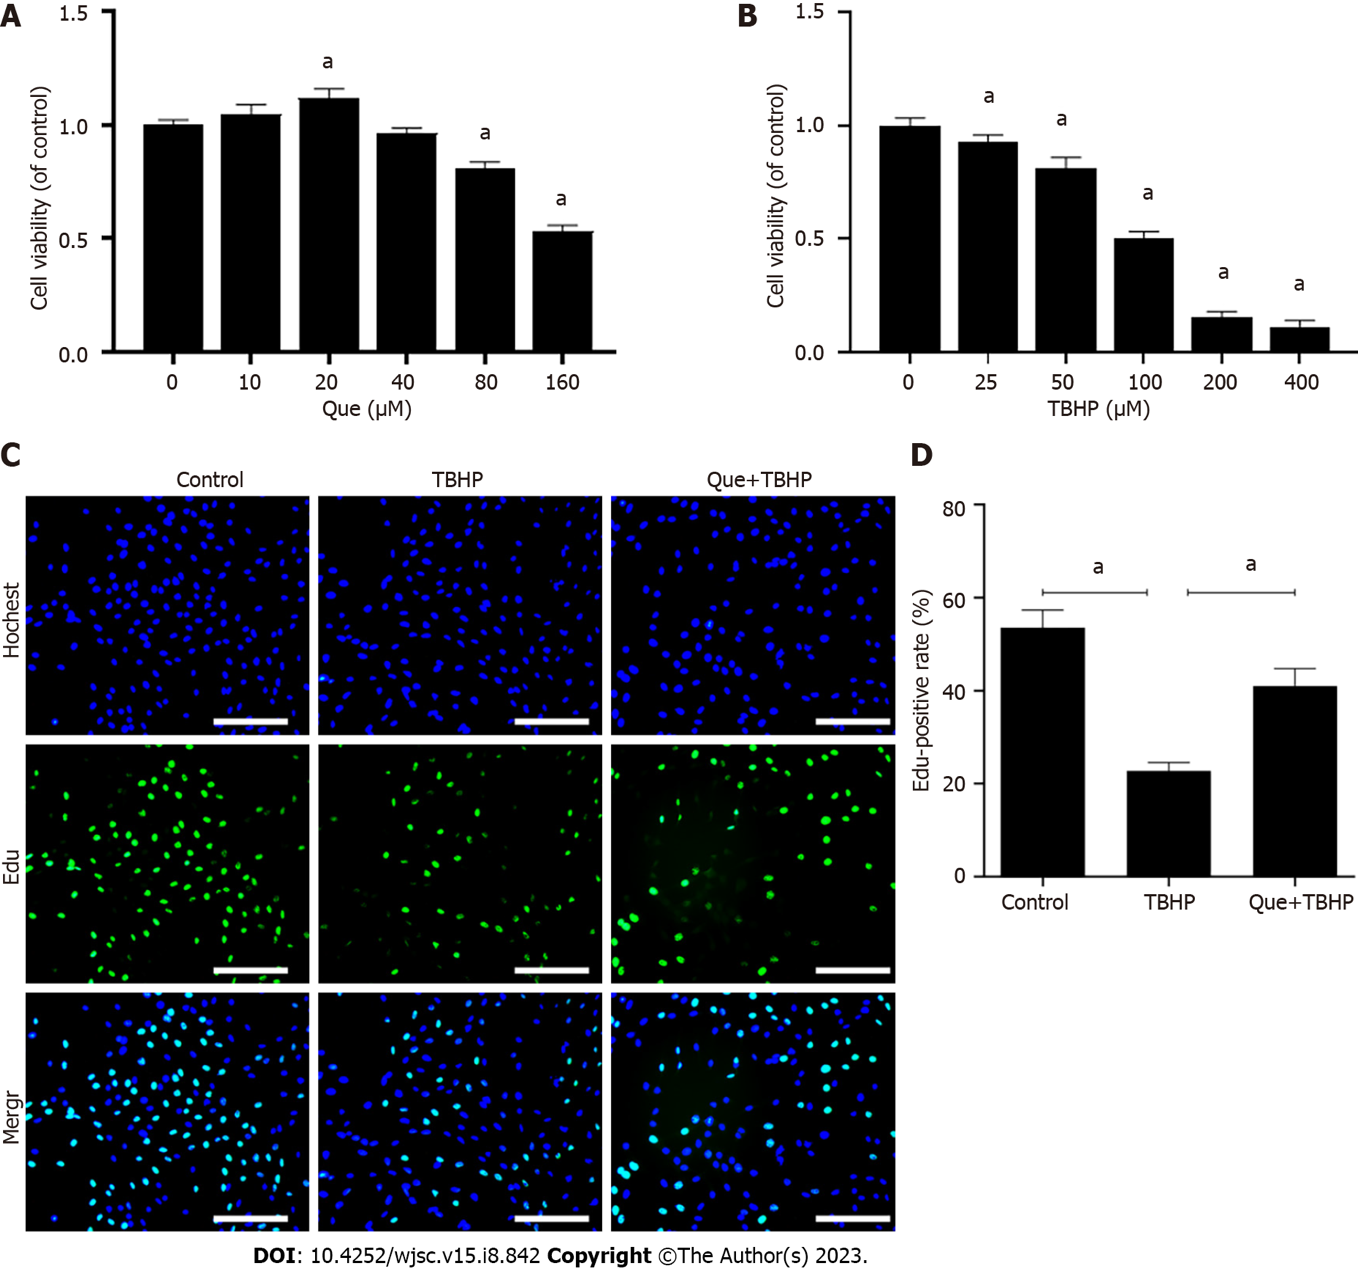 A
1.5
1.0
0.5
0.0
Cell viability (of control)
a
a
a
0
10
20
40
80
160
Que (µM)
B
1.5
1.0
0.5
0.0
Cell viability (of control)
a
a
a
a
a
0
25
50
100
200
400
TBHP (µM)
C
Control
TBHP
Que+TBHP
Hochest
Edu
Mergr
D
80
60
40
20
0
Edu-positive rate (%)
a
a
Control
TBHP
Que+TBHP
DOI: 10.4252/wjsc.v15.i8.842 Copyright ©The Author(s) 2023.